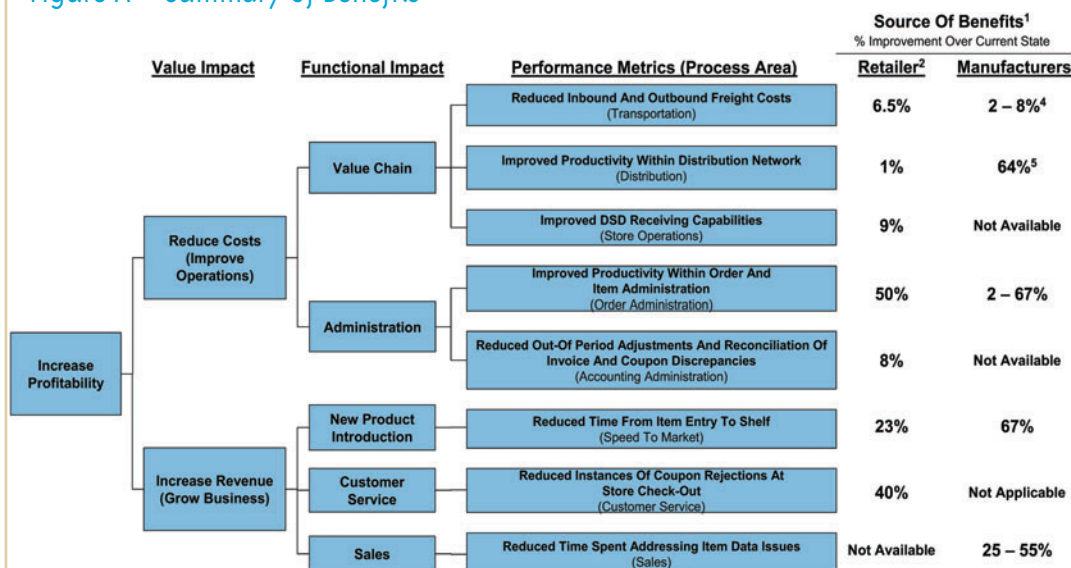 Figure A – Summary of Benefits
Source Of Benefits¹
% Improvement Over Current State
Value Impact Functional Impact Performance Metrics (Process Area) Retailer² Manufacturers
Reduced Inbound And Outbound Freight Costs
(Transportation)
6.5% 2 – 8%⁴
Value Chain
Improved Productivity Within Distribution Network
(Distribution)
1% 64%⁵
Improved DSD Receiving Capabilities
(Store Operations)
9% Not Available
Reduce Costs
(Improve
Operations)
Improved Productivity Within Order And
Item Administration
(Order Administration)
50% 2 – 67%
Administration
Reduced Out-Of Period Adjustments And Reconciliation Of
Invoice And Coupon Discrepancies
(Accounting Administration)
8% Not Available
Increase
Profitability
New Product
Introduction
Reduced Time From Item Entry To Shelf
(Speed To Market)
23% 67%
Increase Revenue
(Grow Business)
Customer
Service
Reduced Instances Of Coupon Rejections At
Store Check-Out
(Customer Service)
40% Not Applicable
Sales
Reduced Time Spent Addressing Item Data Issues
(Sales)
Not Available 25 – 55%